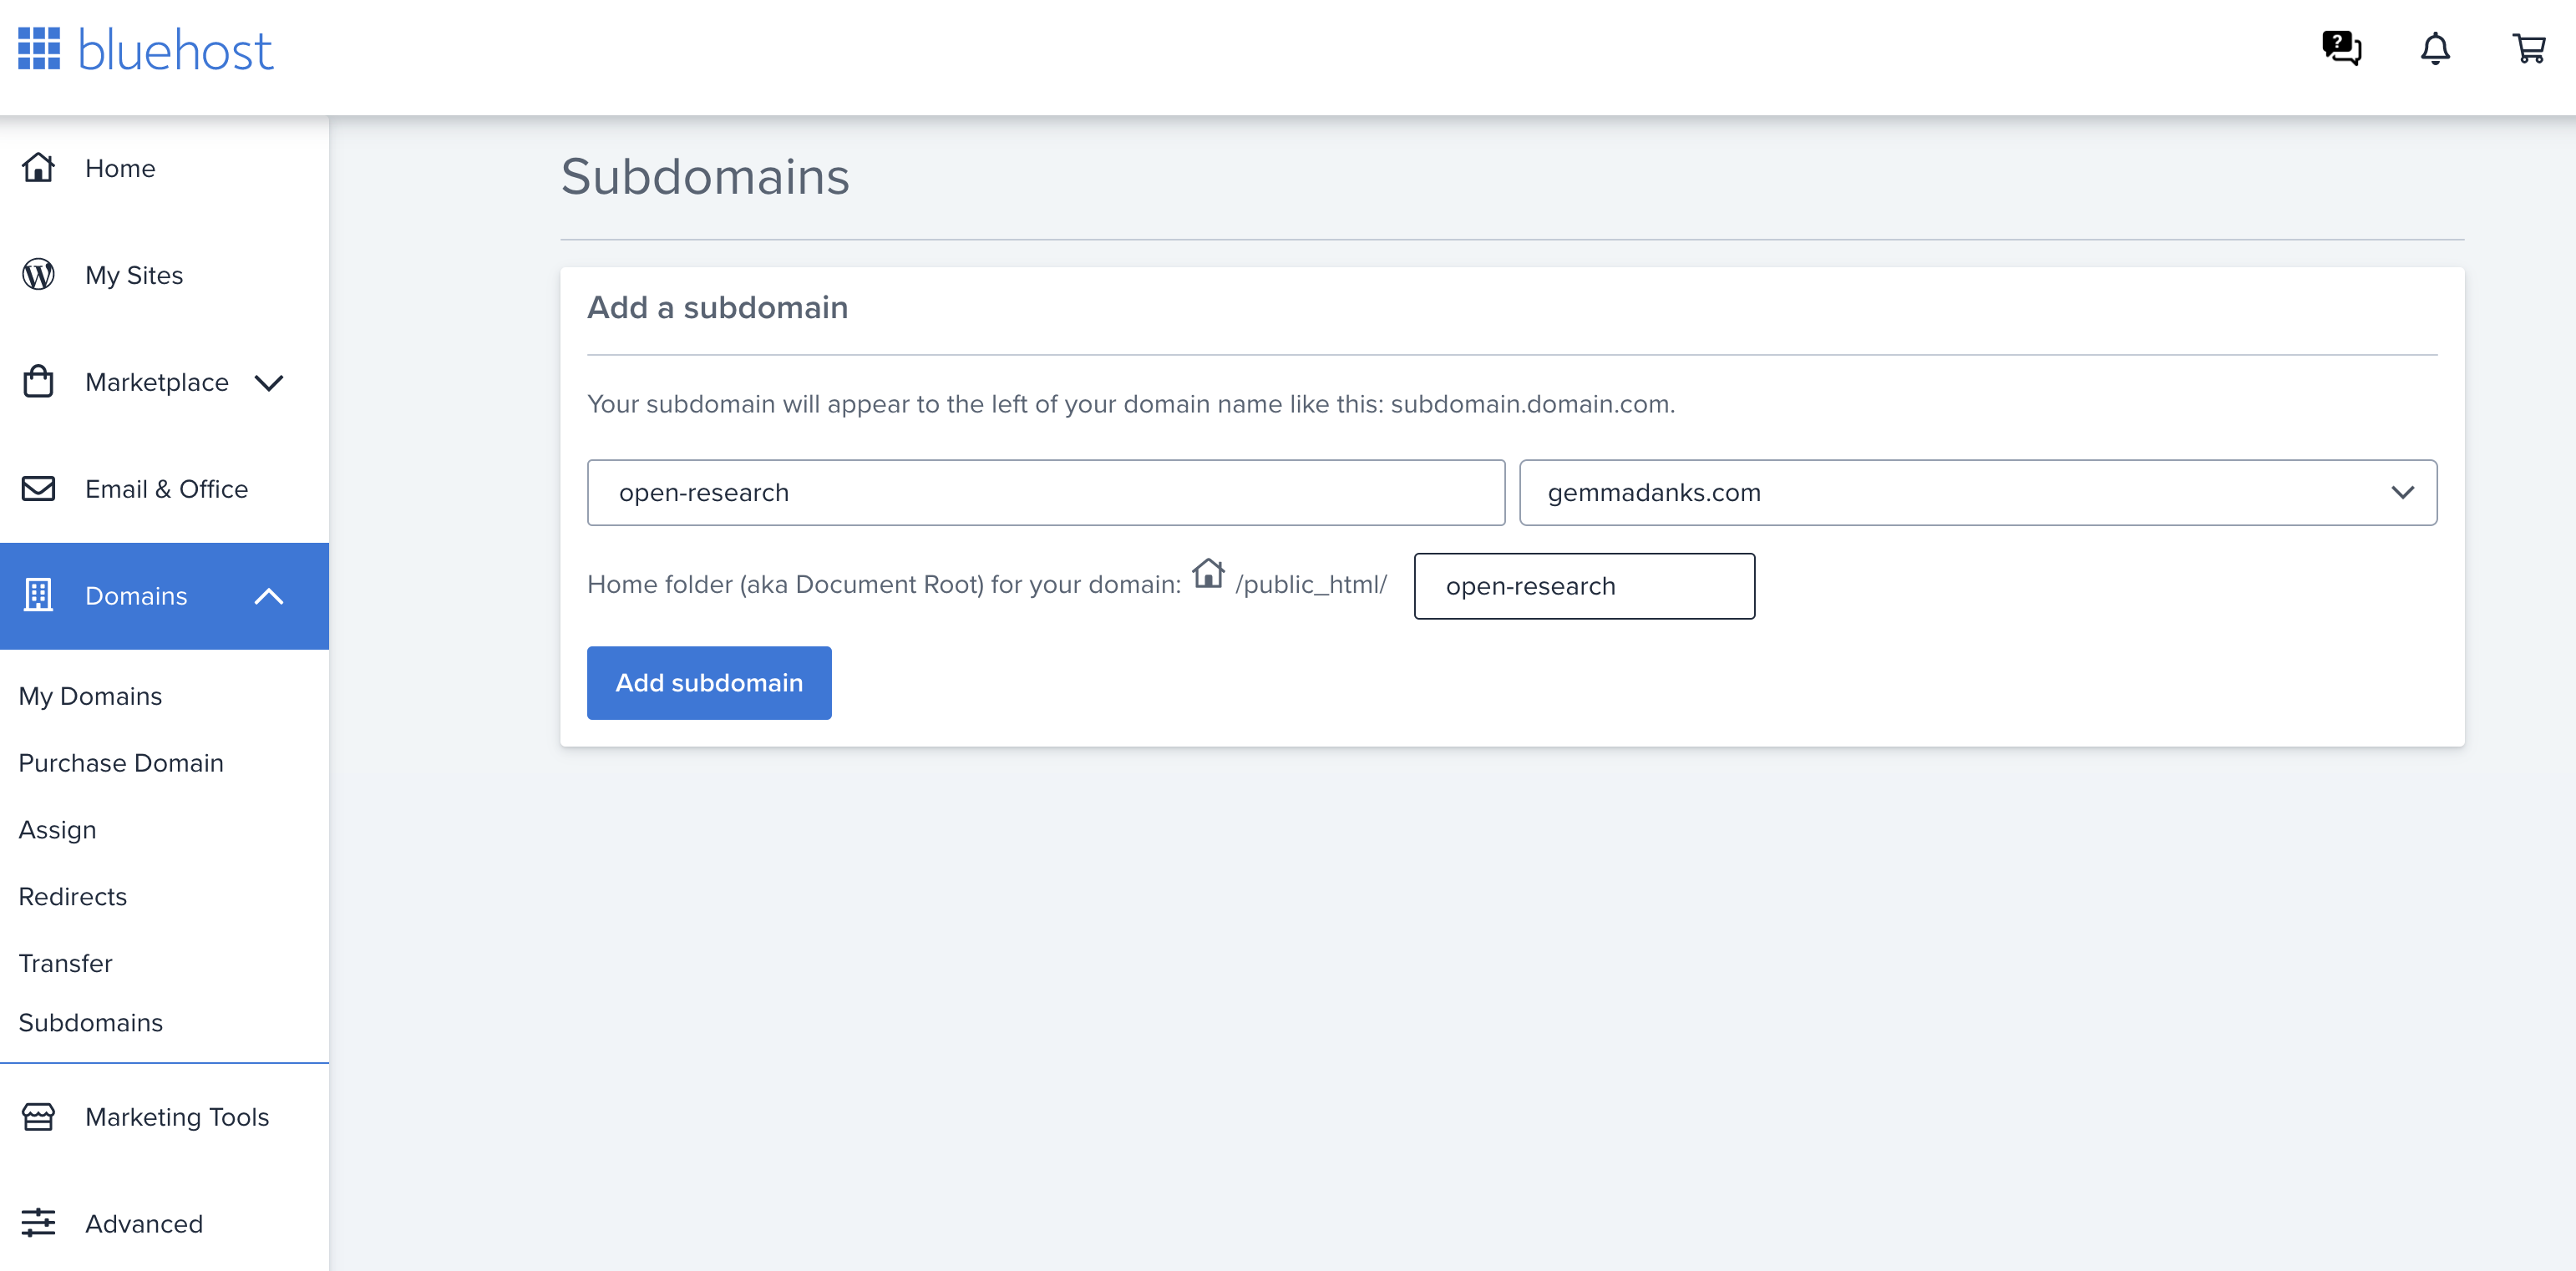 bluehost
Home
My Sites
Marketplace
Email & Office
Domains
My Domains
Purchase Domain
Assign
Redirects
Transfer
Subdomains
Marketing Tools
Advanced
Subdomains
Add a subdomain
Your subdomain will appear to the left of your domain name like this: subdomain.domain.com.
open-research
gemmadanks.com
Home folder (aka Document Root) for your domain: /public_html/ open-research
Add subdomain